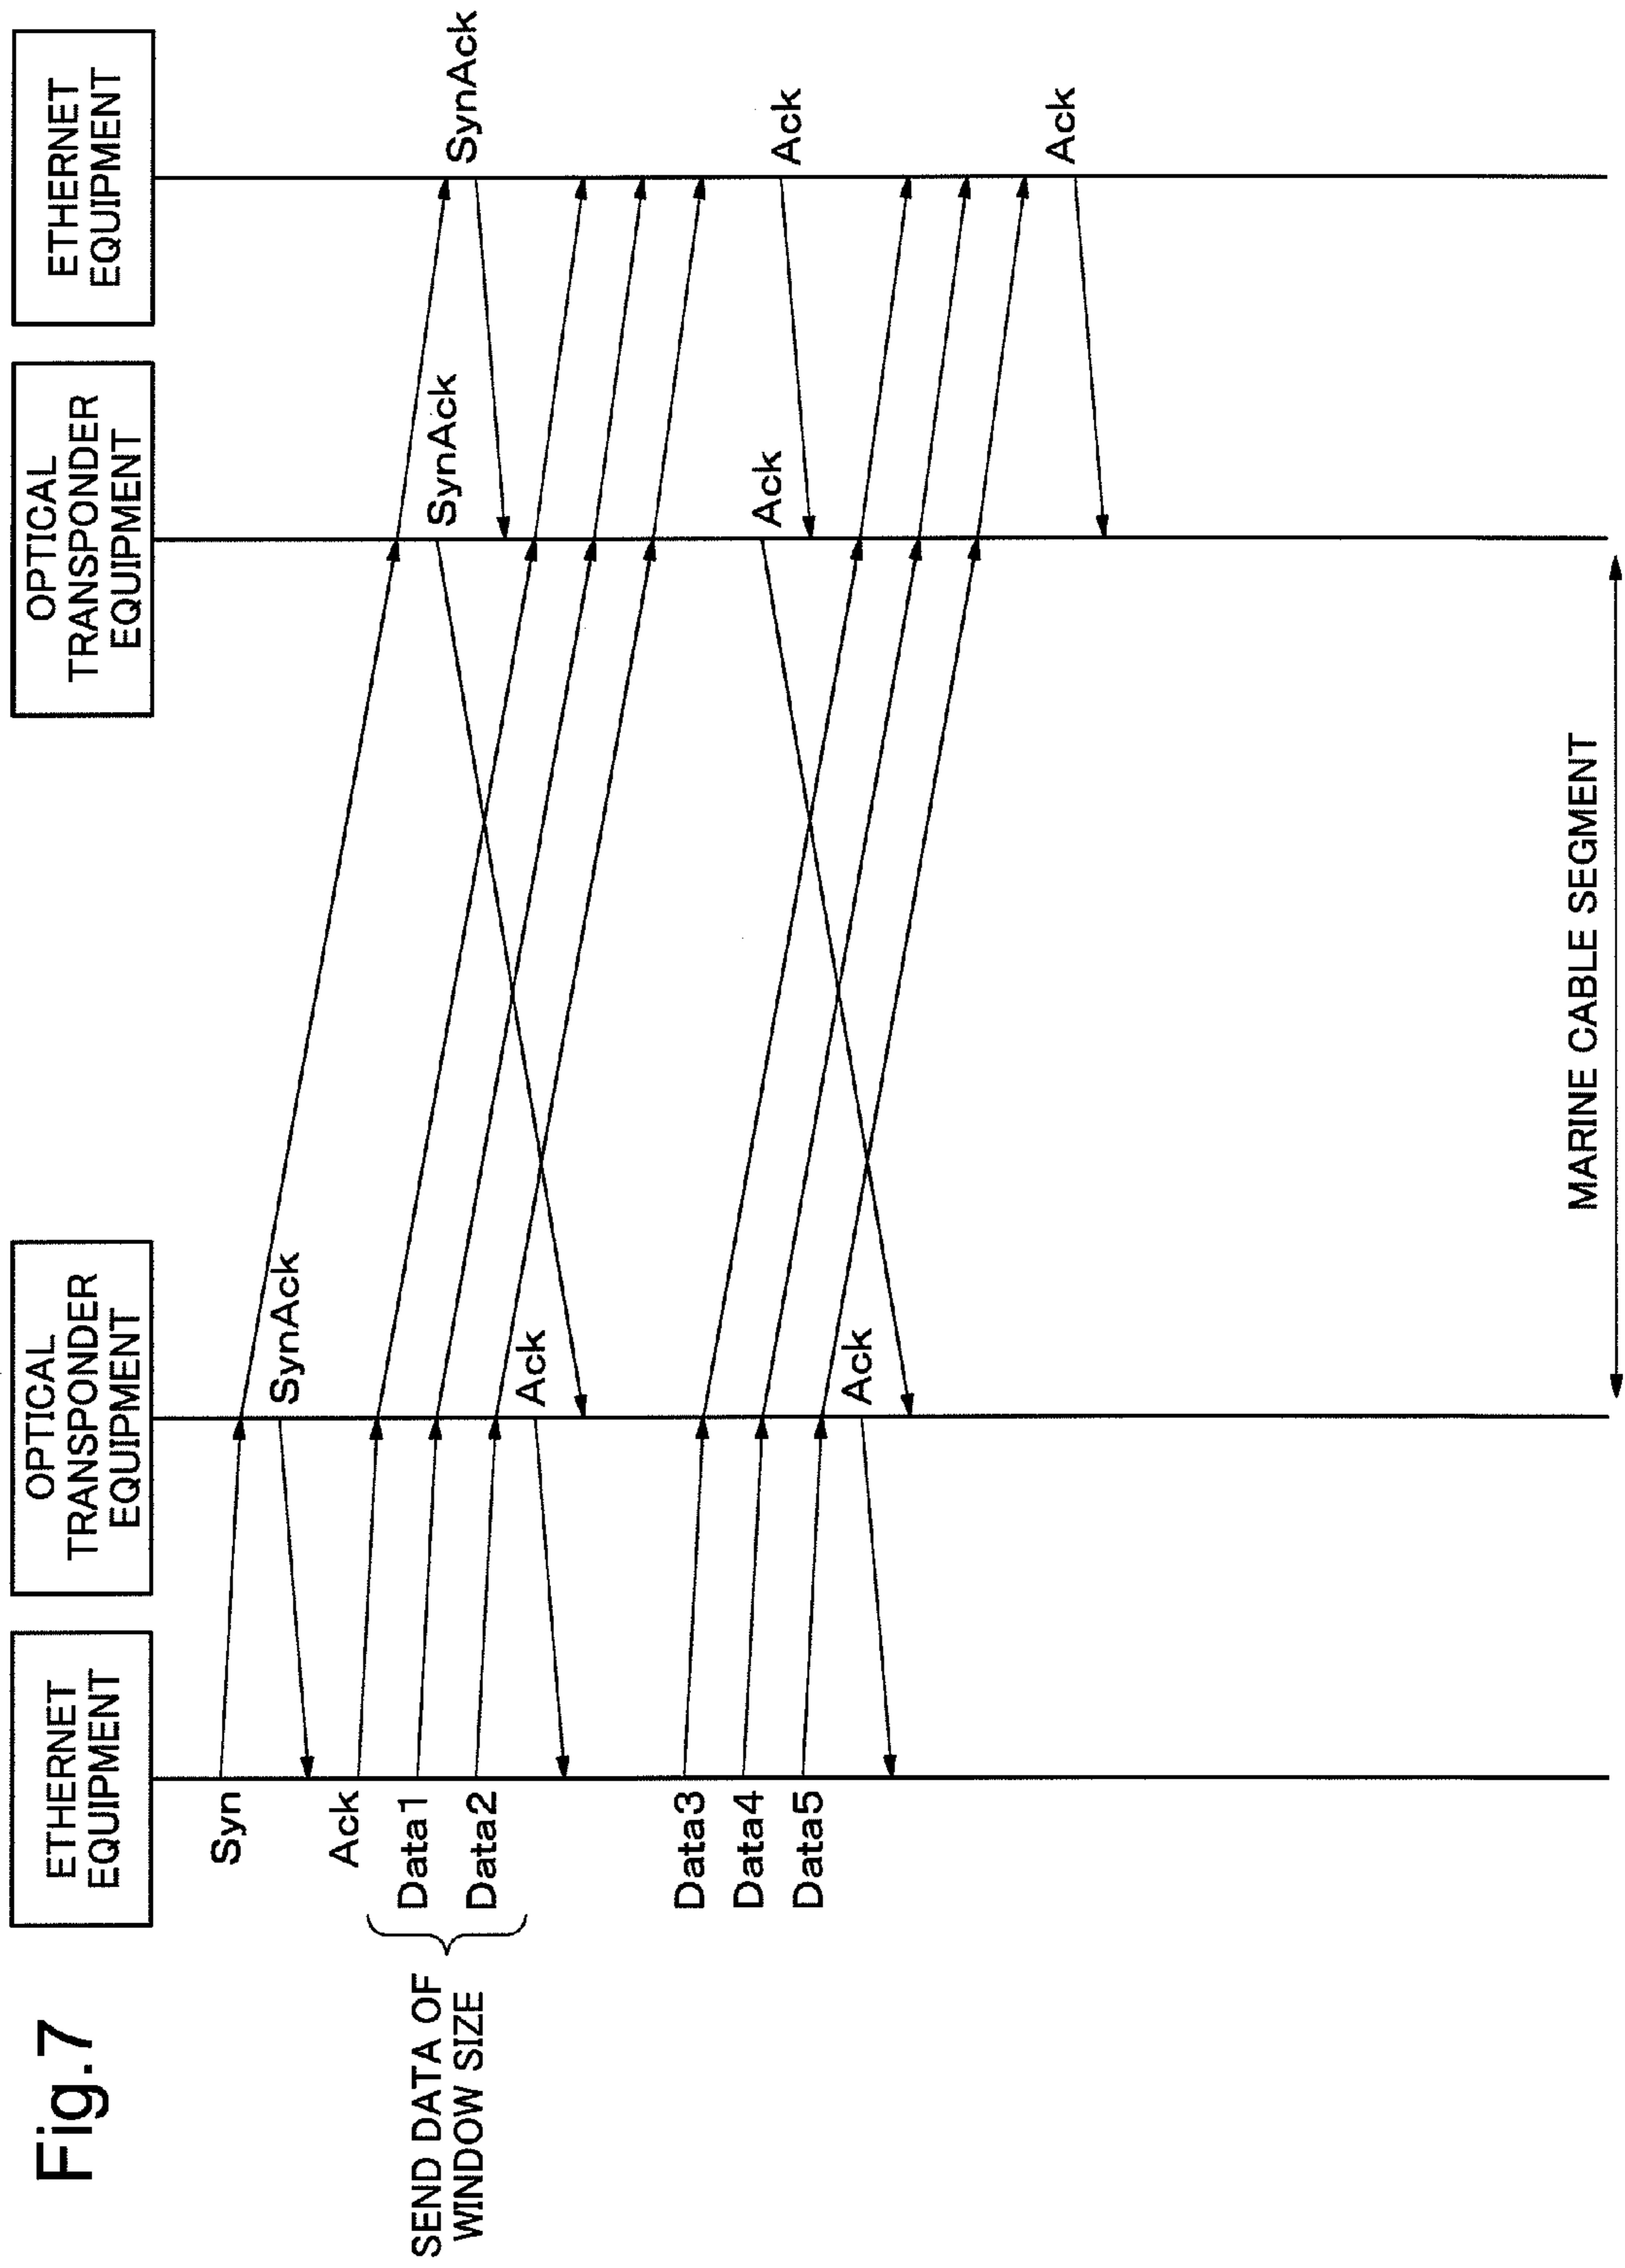 Fig.7
ETHERNET
EQUIPMENT
OPTICAL
TRANSPONDER
EQUIPMENT
OPTICAL
TRANSPONDER
EQUIPMENT
ETHERNET
EQUIPMENT
Syn
SynAck
Ack
Data1
Data2
SEND DATA OF
WINDOW SIZE
SynAck
SynAck
Ack
Data3
Data4
Data5
Ack
Ack
Ack
Ack
MARINE CABLE SEGMENT